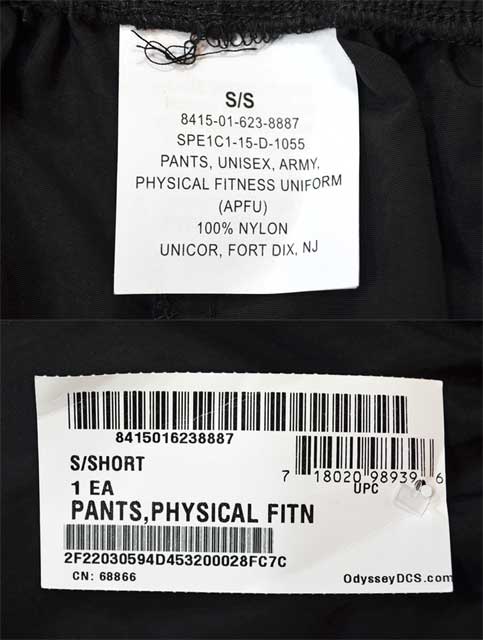 S/S
8415-01-623-8887
SPE1C1-15-D-1055
PANTS, UNISEX, ARMY,
PHYSICAL FITNESS UNIFORM
(APFU)
100% NYLON
UNICOR, FORT DIX, NJ
8415016238887
S/SHORT
7 18020 98939 6
1 EA
UPC
PANTS,PHYSICAL FITN
2F22030594D453200028FC7C
CN: 68866
OdysseyDCS.com